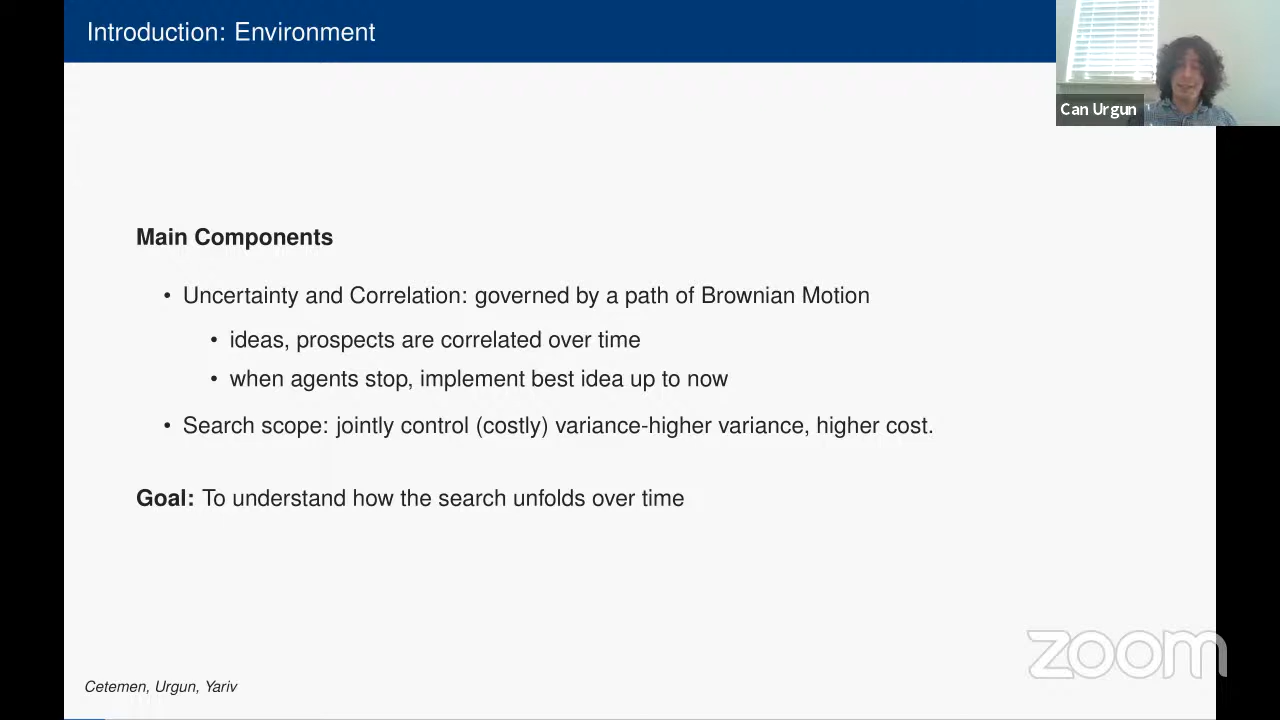 Introduction: Environment
Can Urgun
Main Components
• Uncertainty and Correlation: governed by a path of Brownian Motion
• ideas, prospects are correlated over time
• when agents stop, implement best idea up to now
• Search scope: jointly control (costly) variance-higher variance, higher cost.
Goal: To understand how the search unfolds over time
zoom
Cetemen, Urgun, Yariv